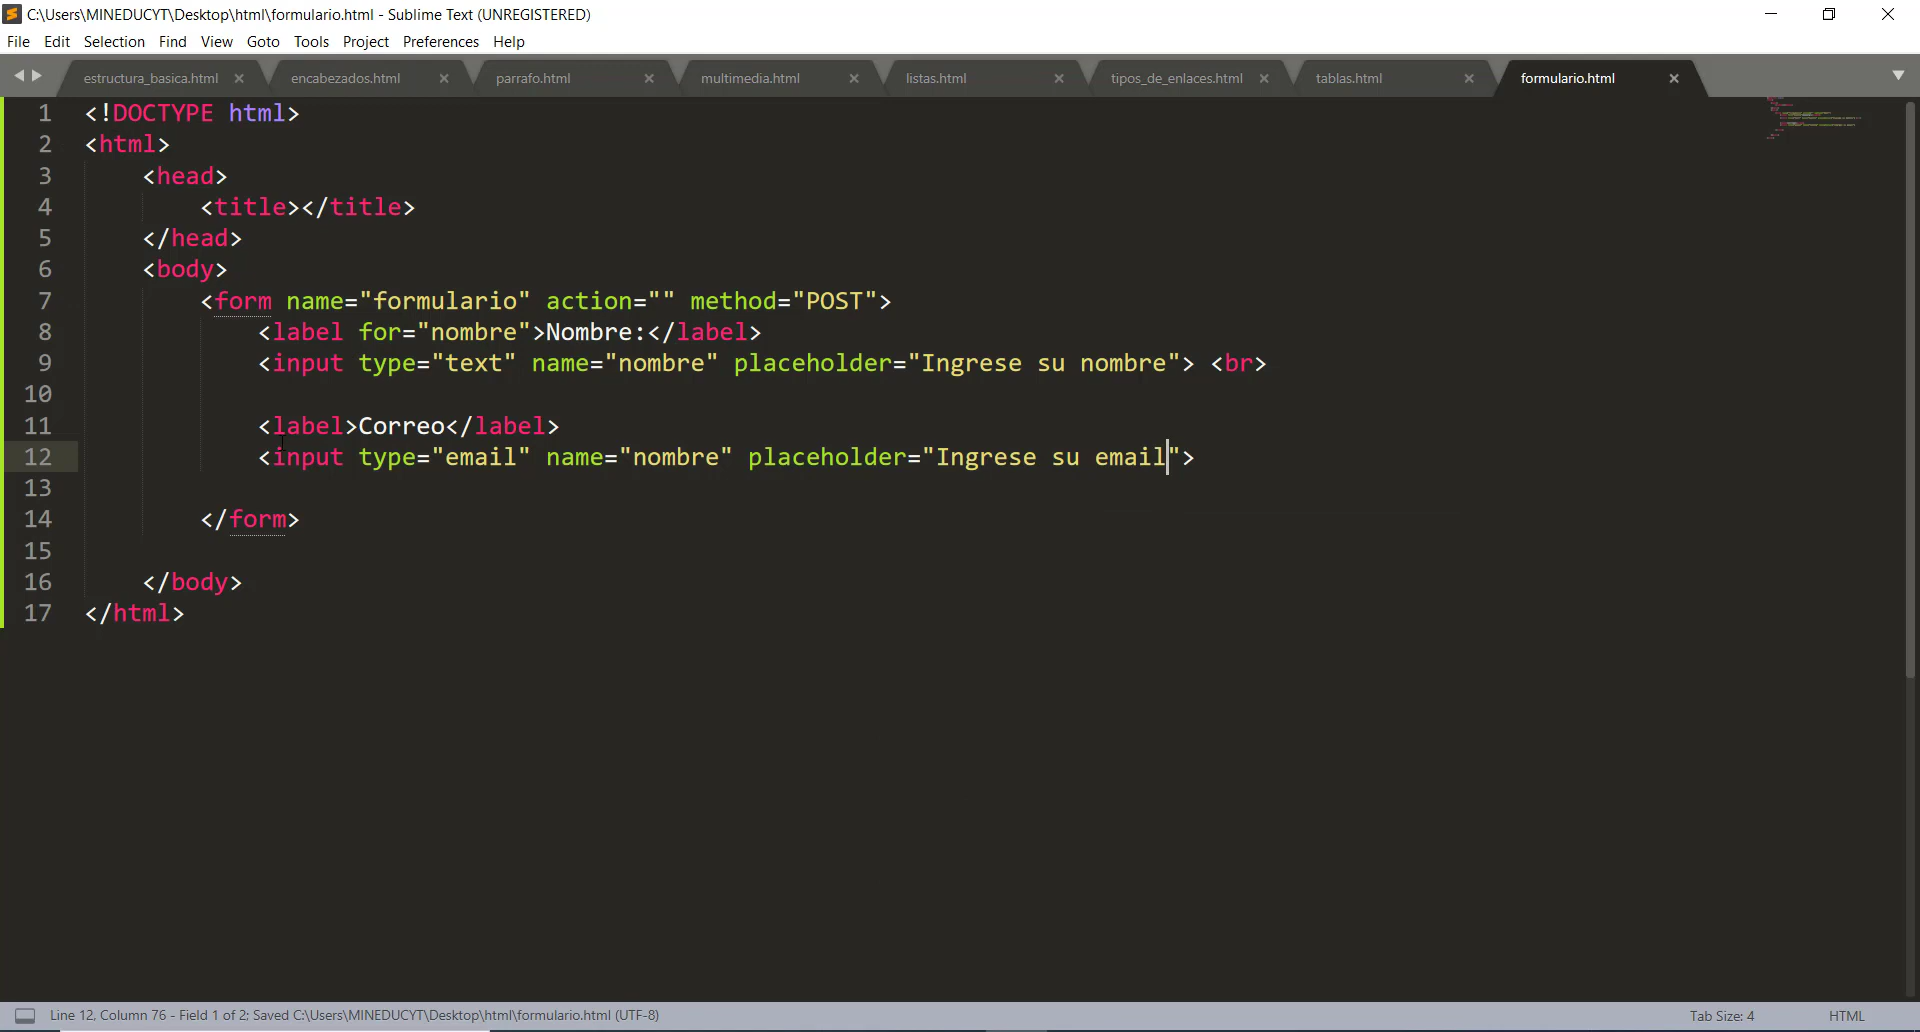 C:\Users\MINEDUCYT\Desktop\html\formulario.html - Sublime Text (UNREGISTERED)
File Edit Selection Find View Goto Tools Project Preferences Help
estructura_basica.html encabezados.html parrafo.html multimedia.html listas.html tipos_de_enlaces.html tablas.html formulario.html
1 <!DOCTYPE html>
2 <html>
3 <head>
4 <title></title>
5 </head>
6 <body>
7 <form name="formulario" action="" method="POST">
8 <label for="nombre">Nombre:</label>
9 <input type="text" name="nombre" placeholder="Ingrese su nombre"> <br>
10
11 <label>Correo</label>
12 <input type="email" name="nombre" placeholder="Ingrese su email">
13
14 </form>
15
16 </body>
17 </html>
Line 12, Column 76 - Field 1 of 2; Saved C:\Users\MINEDUCYT\Desktop\html\formulario.html (UTF-8) Tab Size: 4 HTML